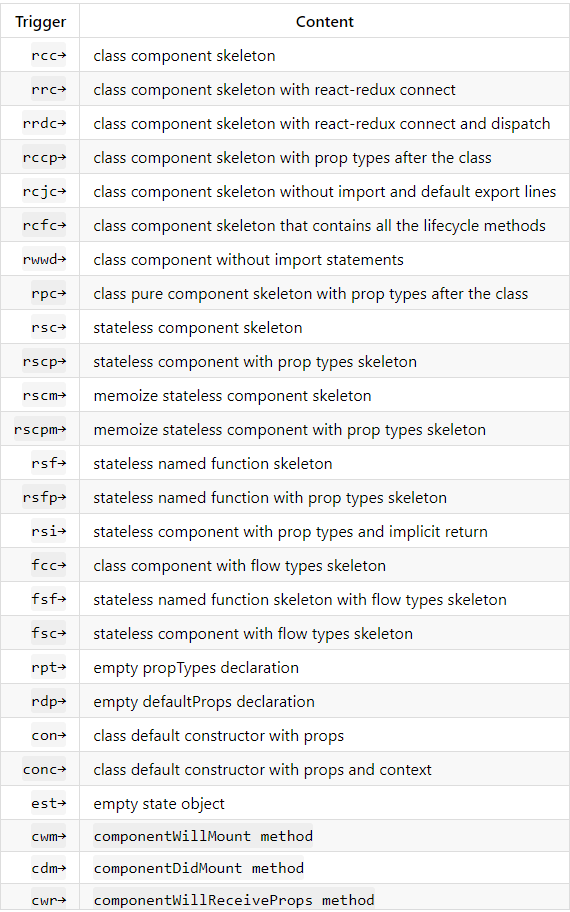 Trigger Content
rcc→ class component skeleton
rrc→ class component skeleton with react-redux connect
rrdc→ class component skeleton with react-redux connect and dispatch
rccp→ class component skeleton with prop types after the class
rcjc→ class component skeleton without import and default export lines
rcfc→ class component skeleton that contains all the lifecycle methods
rwwd→ class component without import statements
rpc→ class pure component skeleton with prop types after the class
rsc→ stateless component skeleton
rscp→ stateless component with prop types skeleton
rscm→ memoize stateless component skeleton
rscpm→ memoize stateless component with prop types skeleton
rsf→ stateless named function skeleton
rsfp→ stateless named function with prop types skeleton
rsi→ stateless component with prop types and implicit return
fcc→ class component with flow types skeleton
fsf→ stateless named function skeleton with flow types skeleton
fsc→ stateless component with flow types skeleton
rpt→ empty propTypes declaration
rdp→ empty defaultProps declaration
con→ class default constructor with props
conc→ class default constructor with props and context
est→ empty state object
cwm→ componentWillMount method
cdm→ componentDidMount method
cwr→ componentWillReceiveProps method